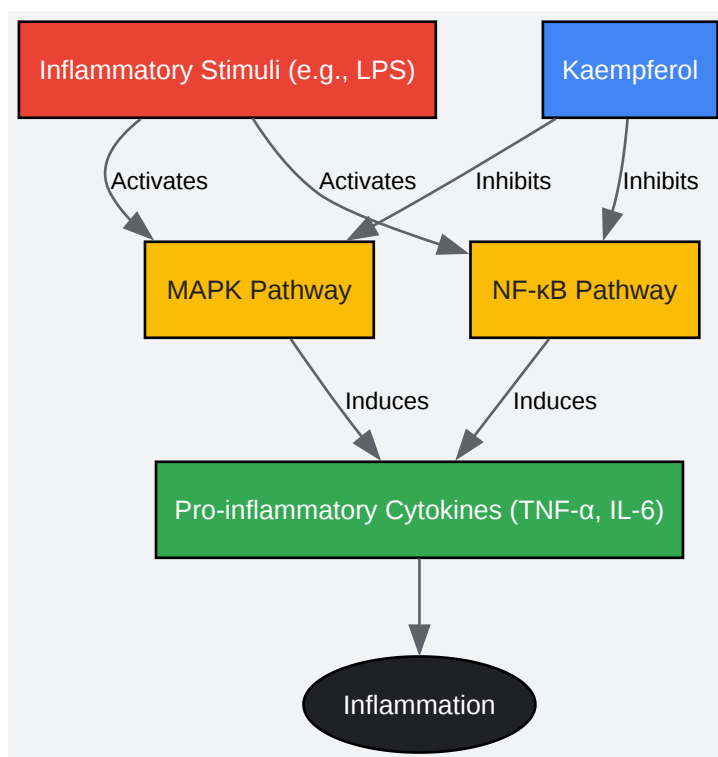 Inflammatory Stimuli (e.g., LPS)
Kaempferol
Activates
Activates
Inhibits
Inhibits
MAPK Pathway
NF-κB Pathway
Induces
Induces
Pro-inflammatory Cytokines (TNF-α, IL-6)
Inflammation